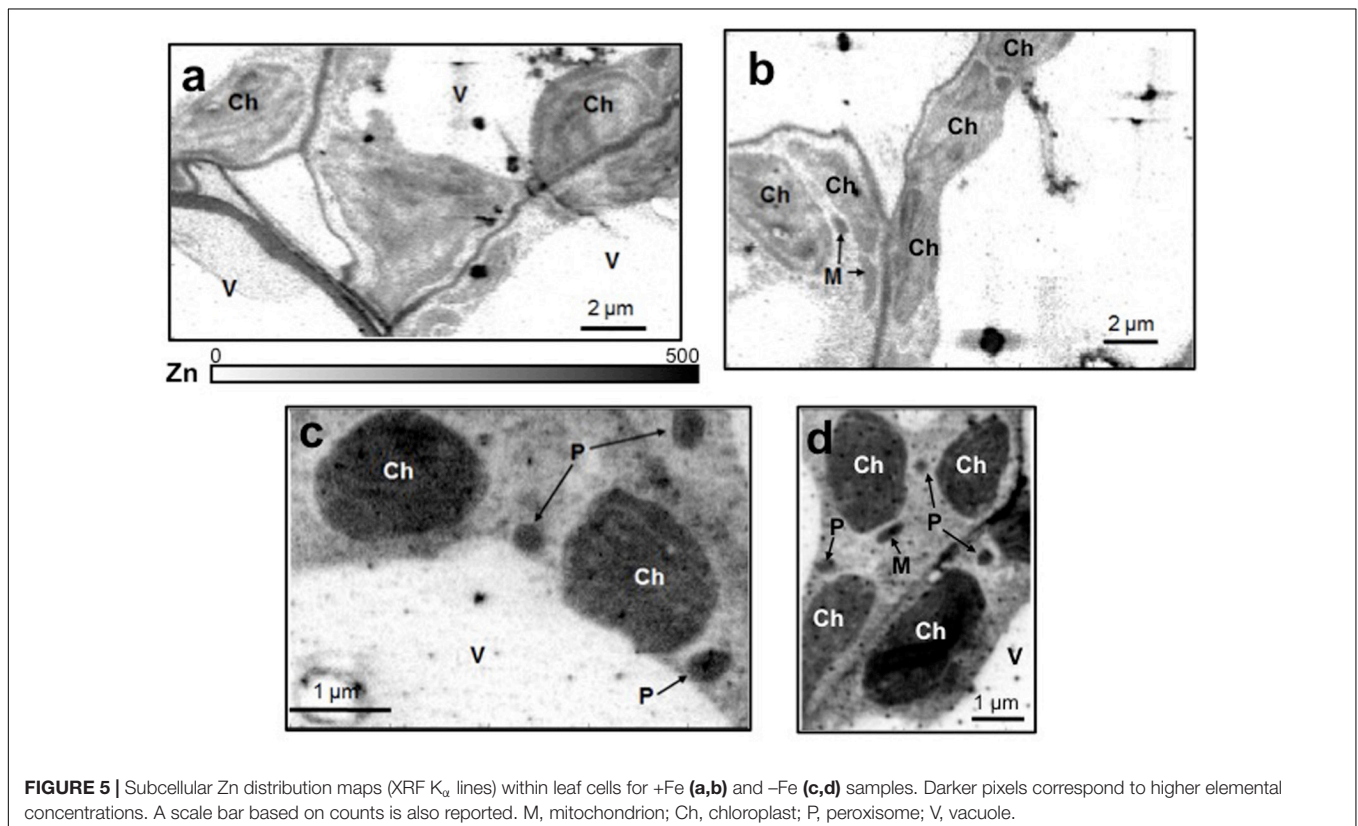 a
Ch
V
Ch
V
V
2 µm
b
Ch
Ch
Ch
Ch
Ch
M
2 µm
0 500
Zn
c
Ch
P
Ch
V
P
1 µm
d
Ch
Ch
P
P
M
Ch
Ch
V
1 µm
FIGURE 5 | Subcellular Zn distribution maps (XRF Kα lines) within leaf cells for +Fe (a,b) and –Fe (c,d) samples. Darker pixels correspond to higher elemental
concentrations. A scale bar based on counts is also reported. M, mitochondrion; Ch, chloroplast; P, peroxisome; V, vacuole.